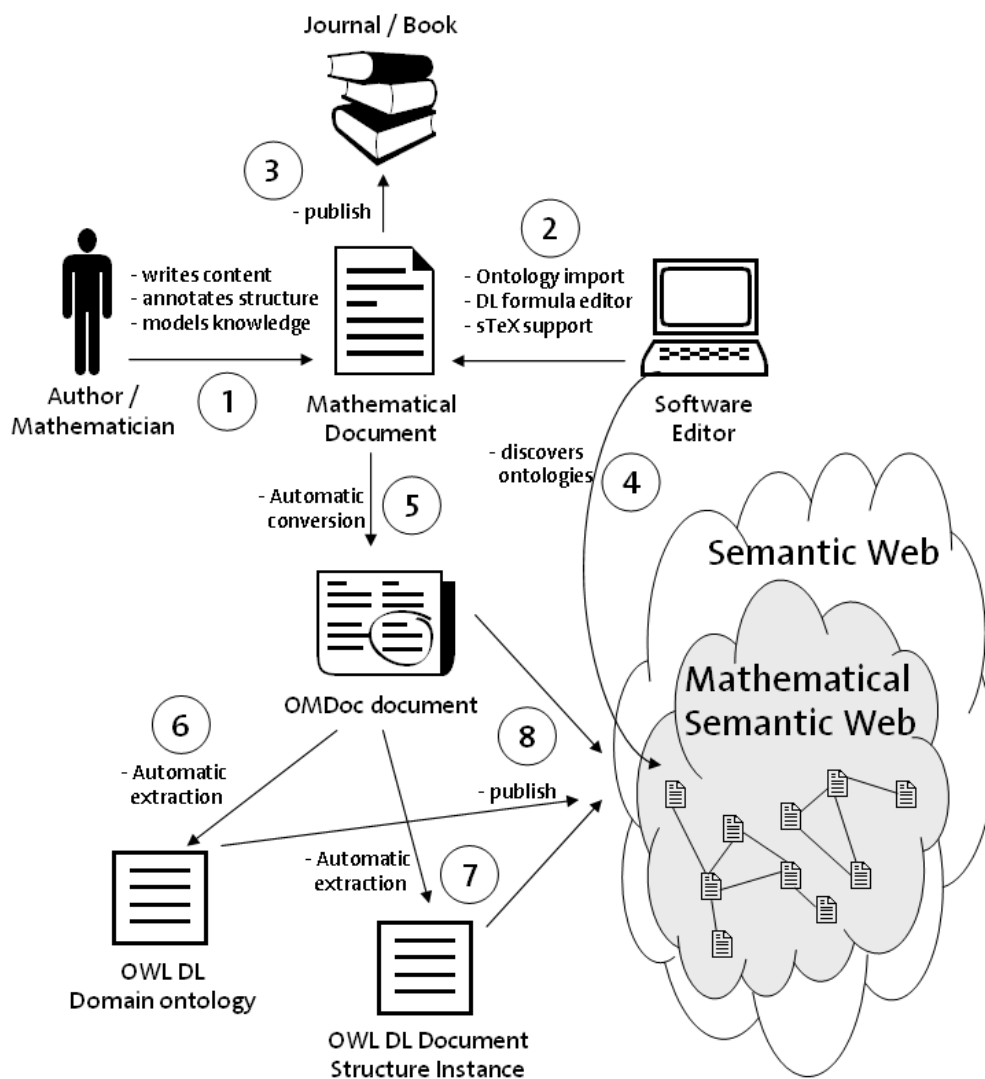 Journal / Book
3
- publish
2
- writes content
- annotates structure
- models knowledge
- Ontology import
- DL formula editor
- sTeX support
1
Author /
Mathematician
Mathematical
Document
Software
Editor
- discovers
ontologies
4
- Automatic
conversion
5
Semantic Web
Mathematical
Semantic Web
OMDoc document
6
- Automatic
extraction
8
- publish
- Automatic
extraction
7
OWL DL
Domain ontology
OWL DL Document
Structure Instance